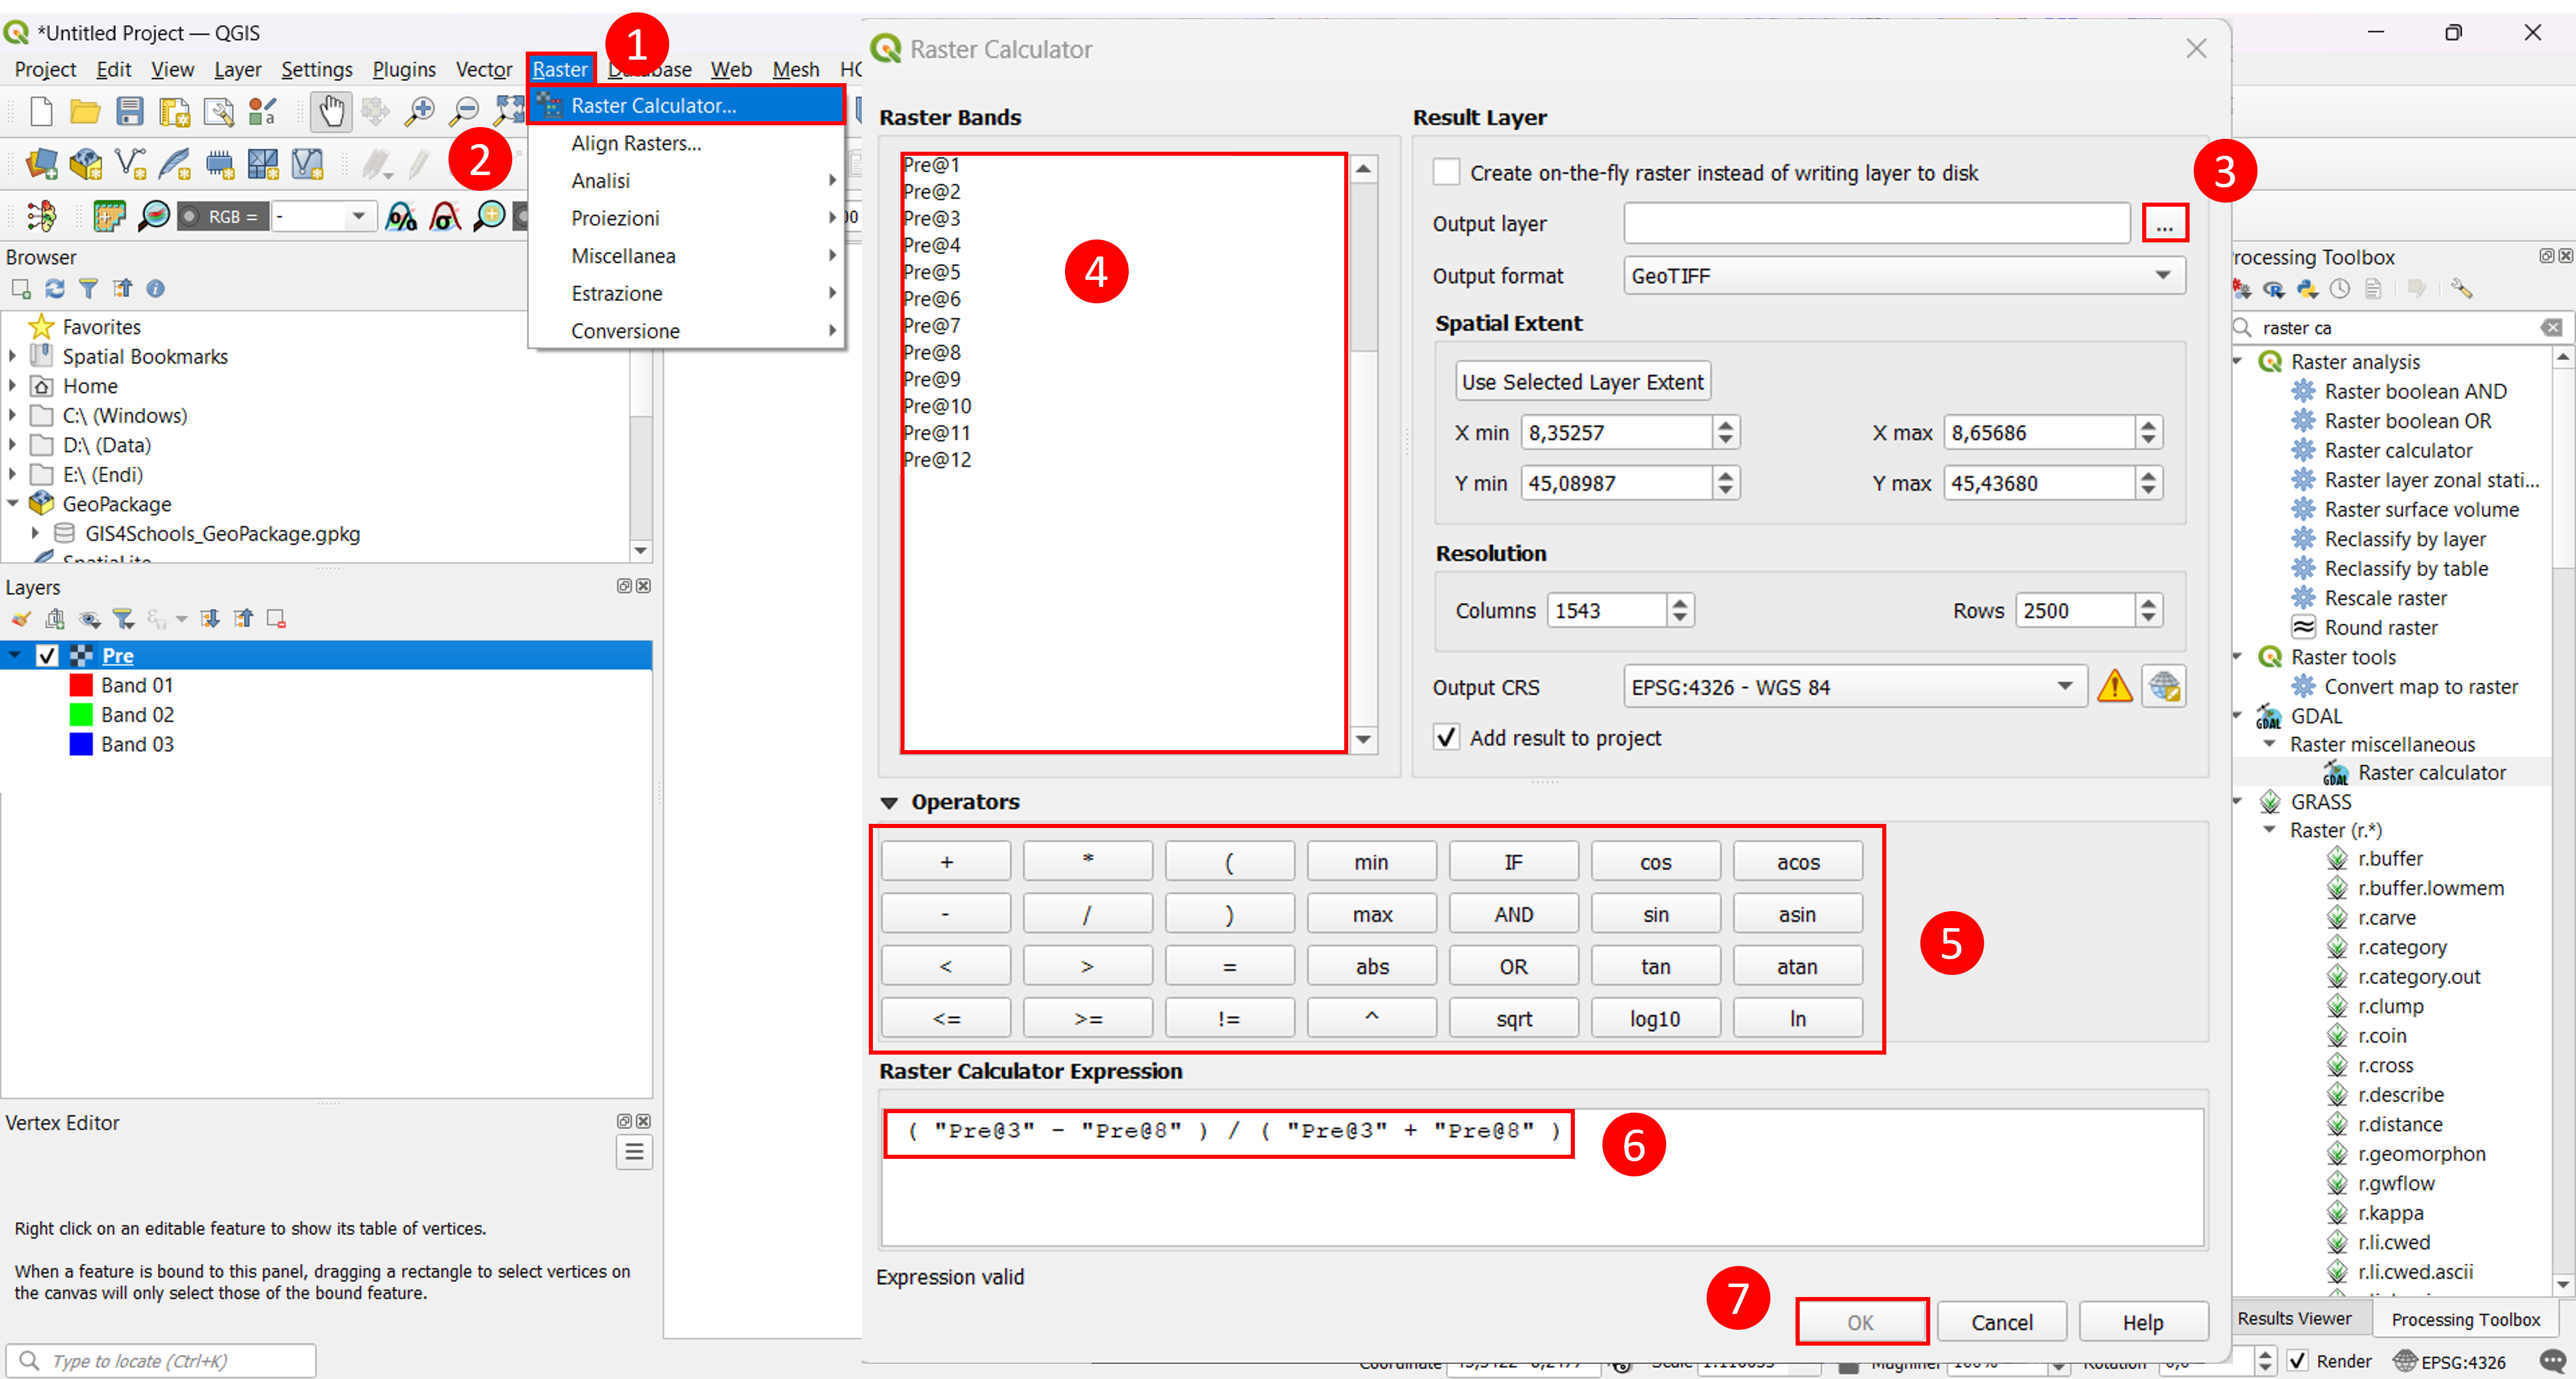 *Untitled Project — QGIS
1
Project Edit View Layer Settings Plugins Vector Raster Database Web Mesh
Raster Calculator...
Align Rasters...
Analisi
Proiezioni
Miscellanea
Estrazione
Conversione
2
RGB = -
Browser
Favorites
Spatial Bookmarks
Home
C:\ (Windows)
D:\ (Data)
E:\ (Endi)
GeoPackage
GIS4Schools_GeoPackage.gpkg
Layers
Pre
Band 01
Band 02
Band 03
Vertex Editor
Right click on an editable feature to show its table of vertices.
When a feature is bound to this panel, dragging a rectangle to select vertices on
the canvas will only select those of the bound feature.
Type to locate (Ctrl+K)
Raster Calculator
Raster Bands
Pre@1
Pre@2
Pre@3
Pre@4
Pre@5
Pre@6
Pre@7
Pre@8
Pre@9
Pre@10
Pre@11
Pre@12
4
Result Layer
Create on-the-fly raster instead of writing layer to disk
3
Output layer ...
Output format GeoTIFF
Spatial Extent
Use Selected Layer Extent
X min 8,35257 X max 8,65686
Y min 45,08987 Y max 45,43680
Resolution
Columns 1543 Rows 2500
Output CRS EPSG:4326 - WGS 84
Add result to project
Operators
+ * ( min IF cos acos
- / ) max AND sin asin
< > = abs OR tan atan
<= >= != ^ sqrt log10 ln
5
Raster Calculator Expression
( "Pre@3" - "Pre@8" ) / ( "Pre@3" + "Pre@8" )
6
Expression valid
7
OK Cancel Help
rocessing Toolbox
raster ca
Raster analysis
Raster boolean AND
Raster boolean OR
Raster calculator
Raster layer zonal stati...
Raster surface volume
Reclassify by layer
Reclassify by table
Rescale raster
Round raster
Raster tools
Convert map to raster
GDAL
Raster miscellaneous
Raster calculator
GRASS
Raster (r.*)
r.buffer
r.buffer.lowmem
r.carve
r.category
r.category.out
r.clump
r.coin
r.cross
r.describe
r.distance
r.geomorphon
r.gwflow
r.kappa
r.li.cwed
r.li.cwed.ascii
Results Viewer Processing Toolbox
Render EPSG:4326